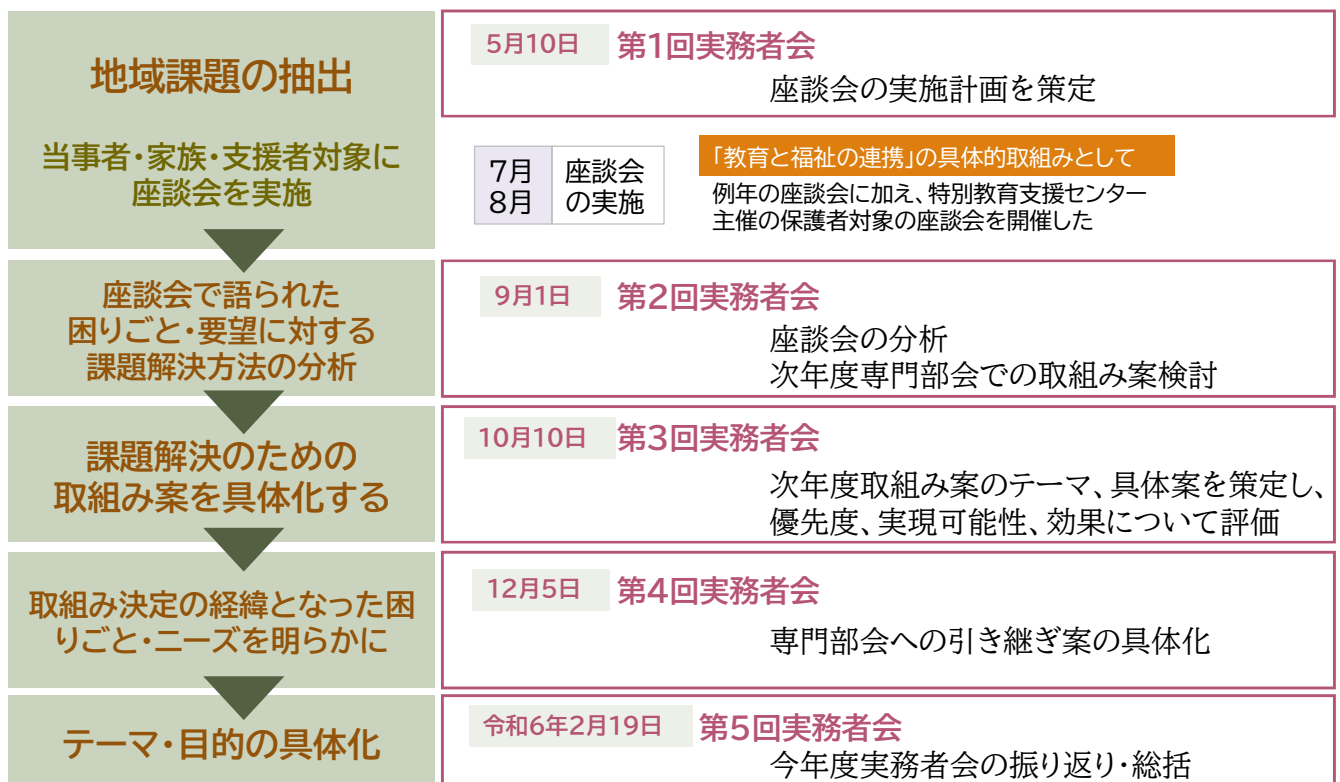 地域課題の抽出
当事者・家族・支援者対象に
座談会を実施
5月10日 第1回実務者会
座談会の実施計画を策定
7月
8月
座談会
の実施
「教育と福祉の連携」の具体的取組みとして
例年の座談会に加え、特別教育支援センター
主催の保護者対象の座談会を開催した
座談会で語られた
困りごと・要望に対する
課題解決方法の分析
9月1日 第2回実務者会
座談会の分析
次年度専門部会での取組み案検討
課題解決のための
取組み案を具体化する
10月10日 第3回実務者会
次年度取組み案のテーマ、具体案を策定し、
優先度、実現可能性、効果について評価
取組み決定の経緯となった困
りごと・ニーズを明らかに
12月5日 第4回実務者会
専門部会への引き継ぎ案の具体化
テーマ・目的の具体化
令和6年2月19日 第5回実務者会
今年度実務者会の振り返り・総括